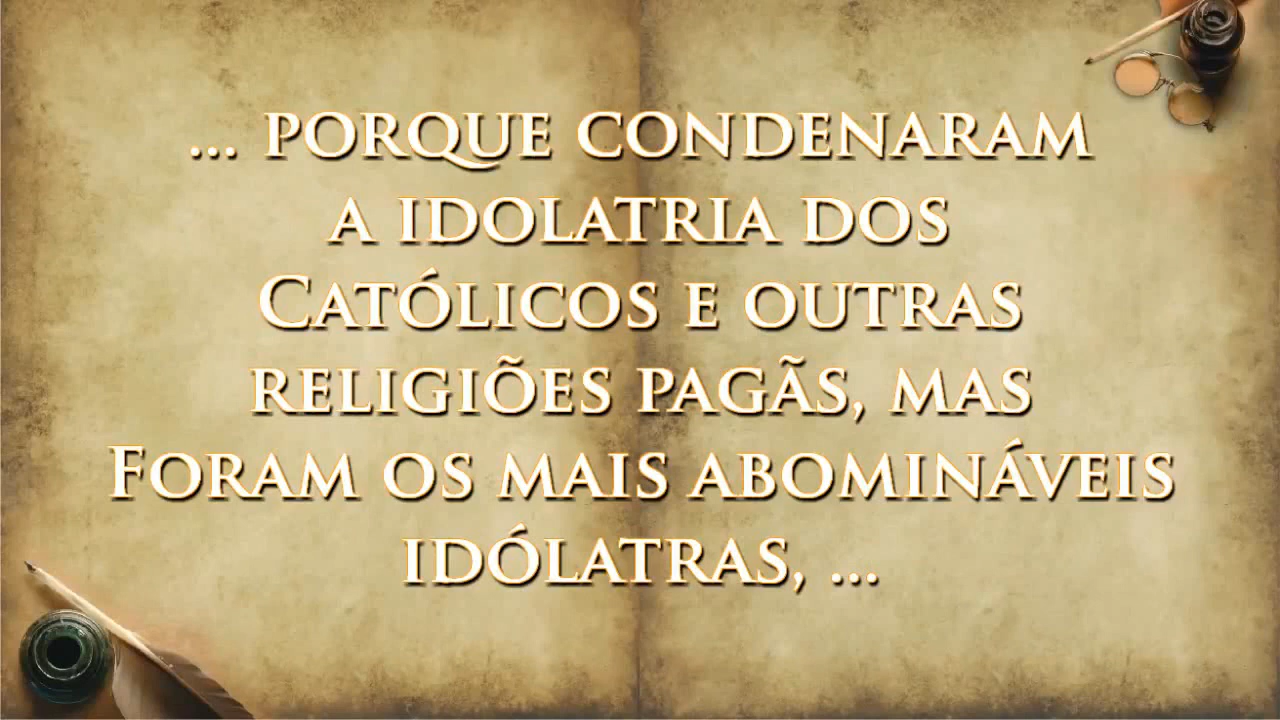 ... PORQUE CONDENARAM
A IDOLATRIA DOS
CATÓLICOS E OUTRAS
RELIGIÕES PAGÃS, MAS
FORAM OS MAIS ABOMINÁVEIS
IDÓLATRAS, ...